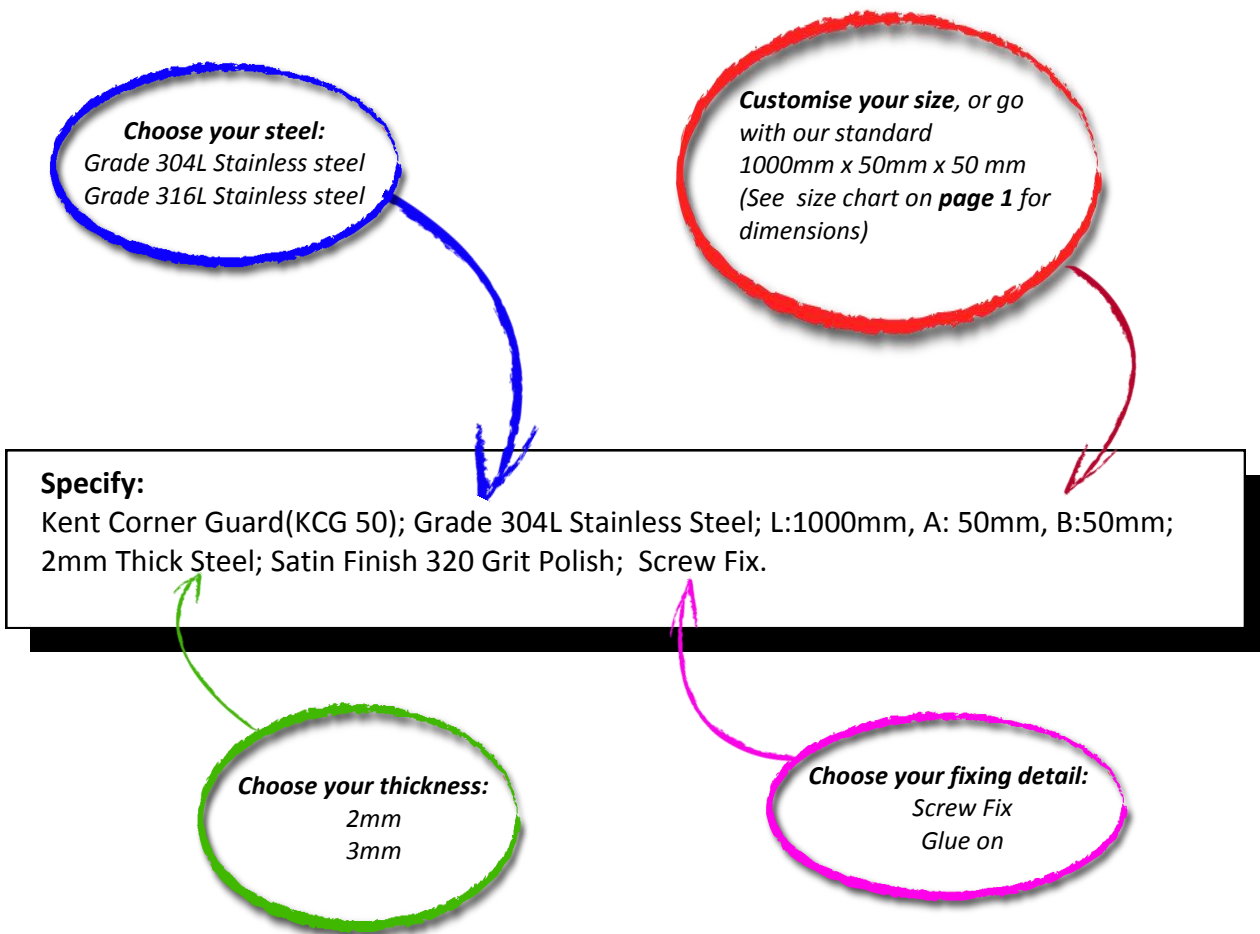 Choose your steel:
Grade 304L Stainless steel
Grade 316L Stainless steel
Customise your size, or go
with our standard
1000mm x 50mm x 50 mm
(See size chart on page 1 for
dimensions)
Specify:
Kent Corner Guard(KCG 50); Grade 304L Stainless Steel; L:1000mm, A: 50mm, B:50mm;
2mm Thick Steel; Satin Finish 320 Grit Polish; Screw Fix.
Choose your thickness:
2mm
3mm
Choose your fixing detail:
Screw Fix
Glue on